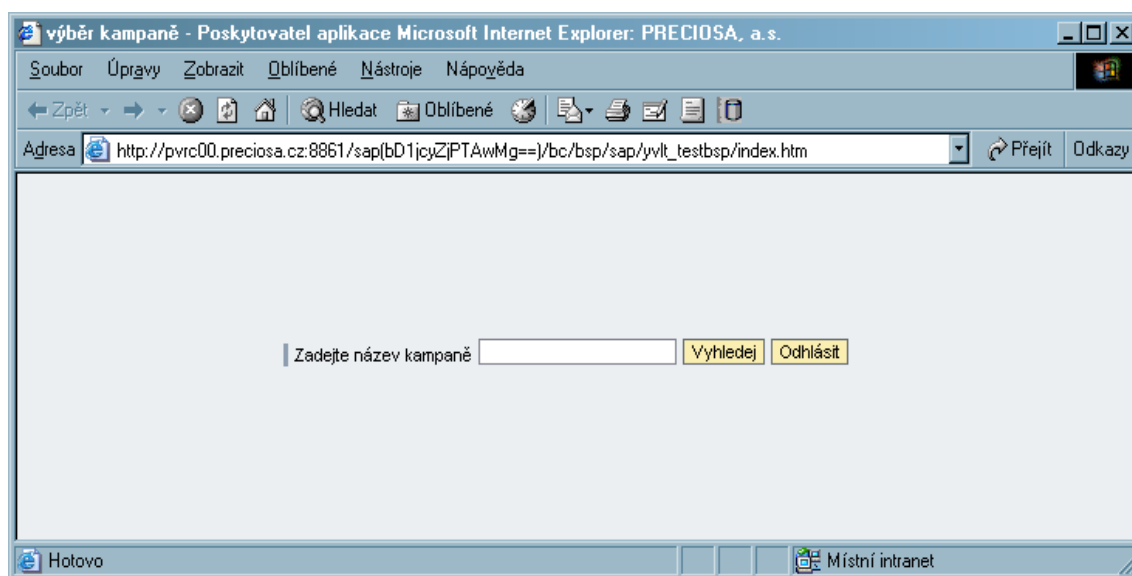 výběr kampaně - Poskytovatel aplikace Microsoft Internet Explorer: PRECIOSA, a.s.
Soubor Úpravy Zobrazit Oblíbené Nástroje Nápověda
Zpět Hledat Oblíbené
Adresa http://pvrc00.preciosa.cz:8861/sap(bD1jcyZjPTAwMg==)/bc/bsp/sap/yvlt_testbsp/index.htm Přejít Odkazy
Zadejte název kampaně Vyhledej Odhlásit
Hotovo Místní intranet